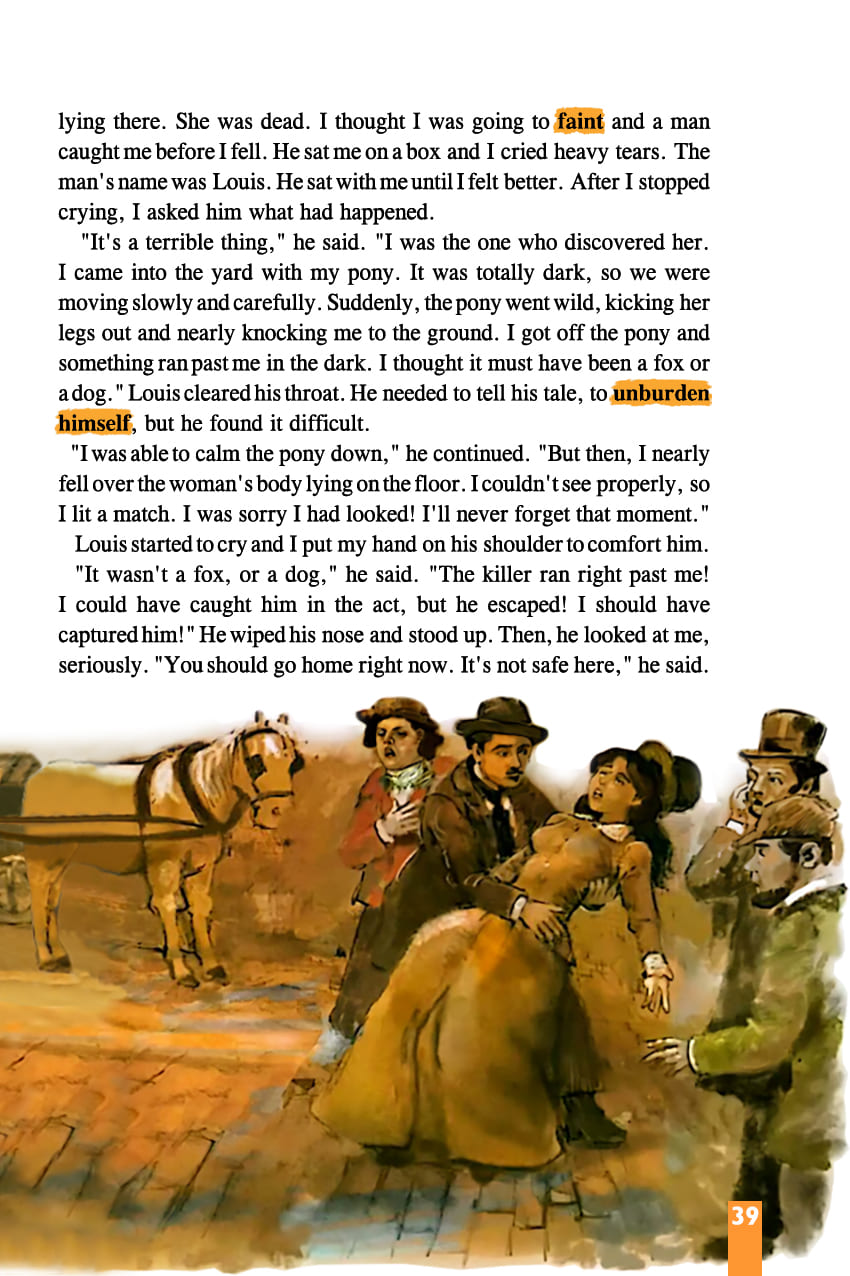 lying there. She was dead. I thought I was going to faint and a man
caught me before I fell. He sat me on a box and I cried heavy tears. The
man's name was Louis. He sat with me until I felt better. After I stopped
crying, I asked him what had happened.
"It's a terrible thing," he said. "I was the one who discovered her.
I came into the yard with my pony. It was totally dark, so we were
moving slowly and carefully. Suddenly, the pony went wild, kicking her
legs out and nearly knocking me to the ground. I got off the pony and
something ran past me in the dark. I thought it must have been a fox or
a dog." Louis cleared his throat. He needed to tell his tale, to unburden
himself, but he found it difficult.
"I was able to calm the pony down," he continued. "But then, I nearly
fell over the woman's body lying on the floor. I couldn't see properly, so
I lit a match. I was sorry I had looked! I'll never forget that moment."
Louis started to cry and I put my hand on his shoulder to comfort him.
"It wasn't a fox, or a dog," he said. "The killer ran right past me!
I could have caught him in the act, but he escaped! I should have
captured him!" He wiped his nose and stood up. Then, he looked at me,
seriously. "You should go home right now. It's not safe here," he said.
39